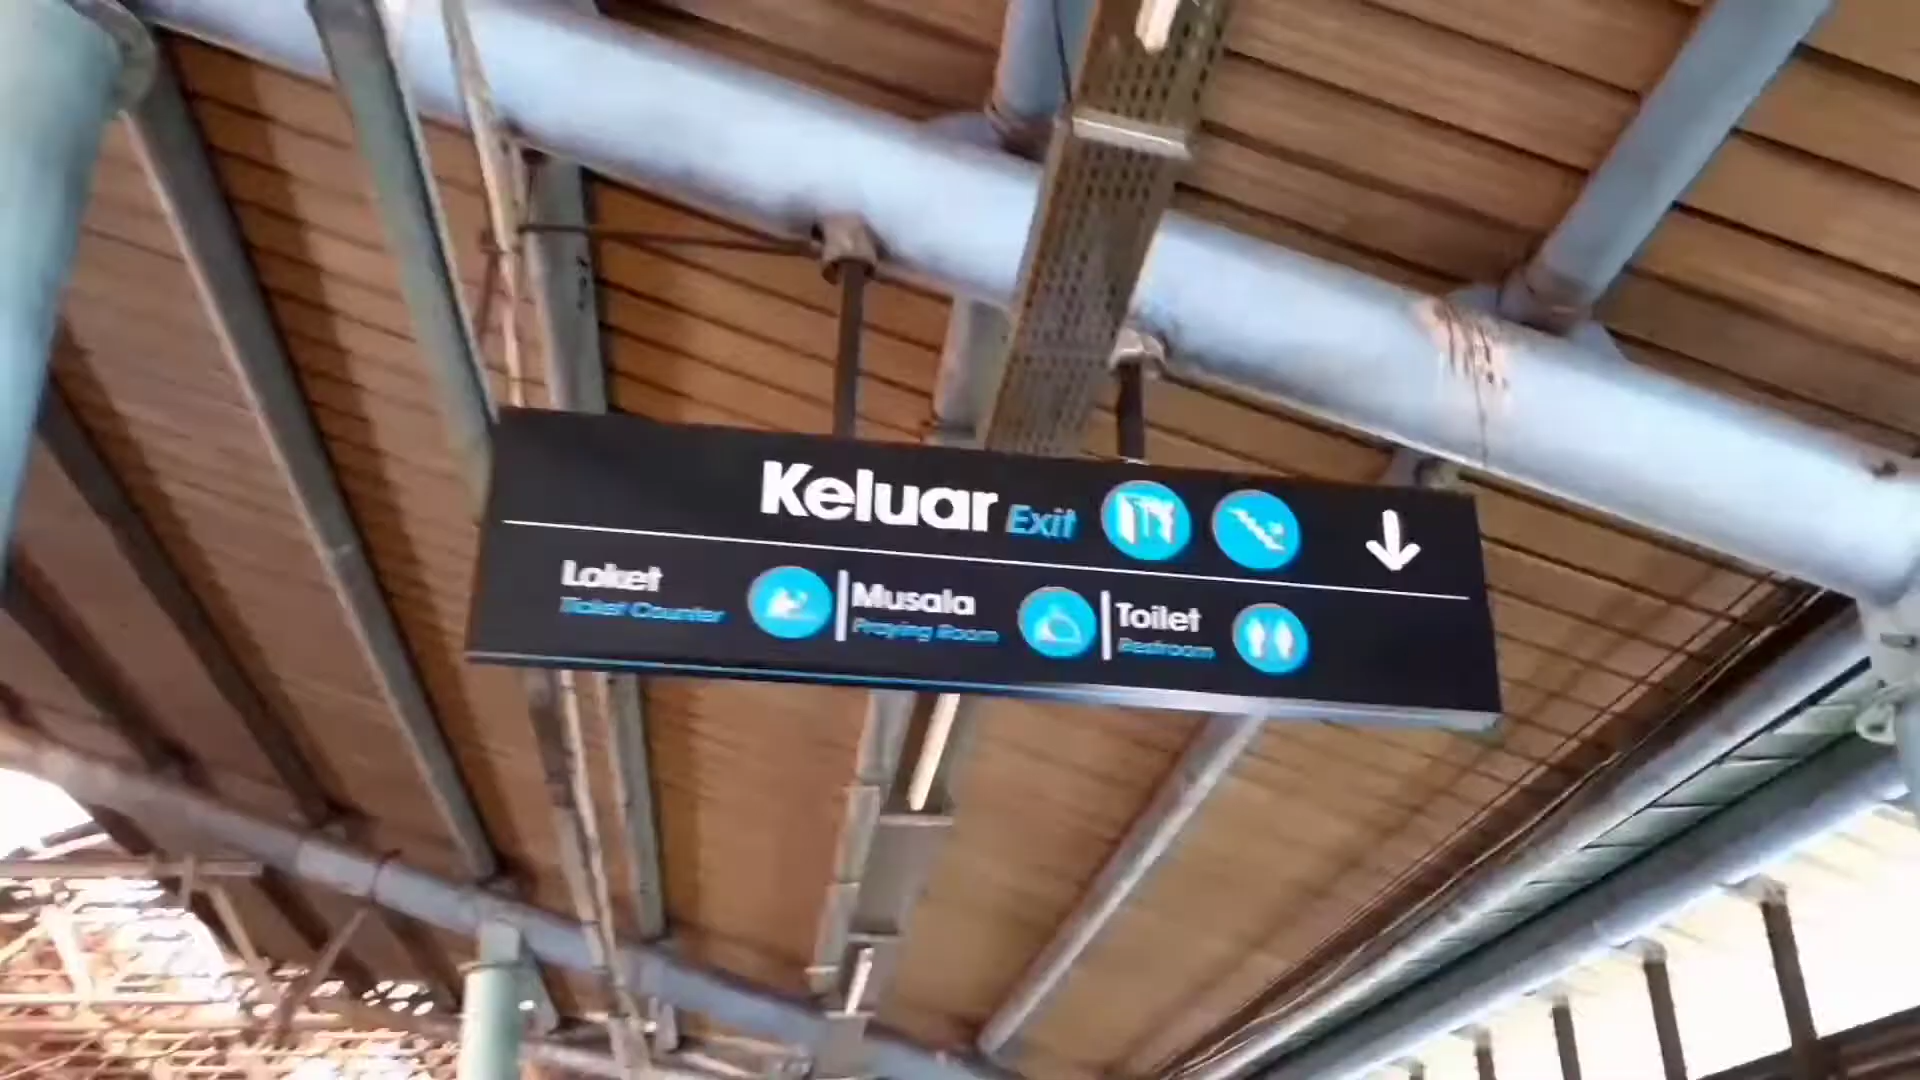 Keluar Exit
Loket
Ticket Counter
Musala
Praying Room
Toilet
Restroom